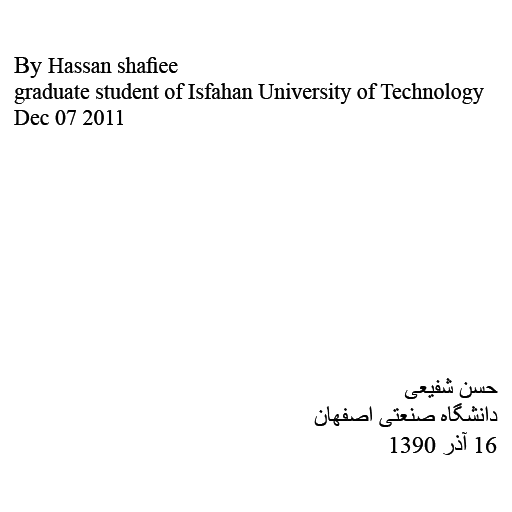 By Hassan shafiee
graduate student of Isfahan University of Technology
Dec 07 2011
حسن شفیعی
دانشگاه صنعتی اصفهان
16 آذر 1390